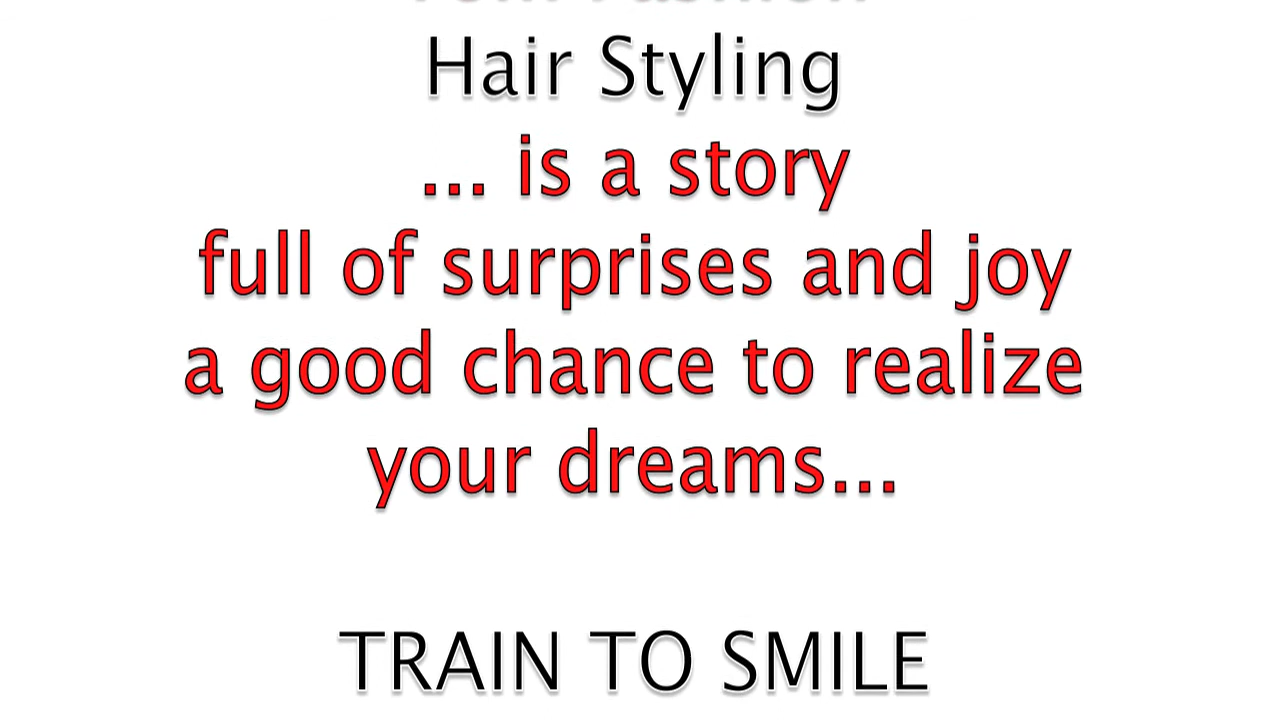 Hair Styling
... is a story
full of surprises and joy
a good chance to realize
your dreams...
TRAIN TO SMILE